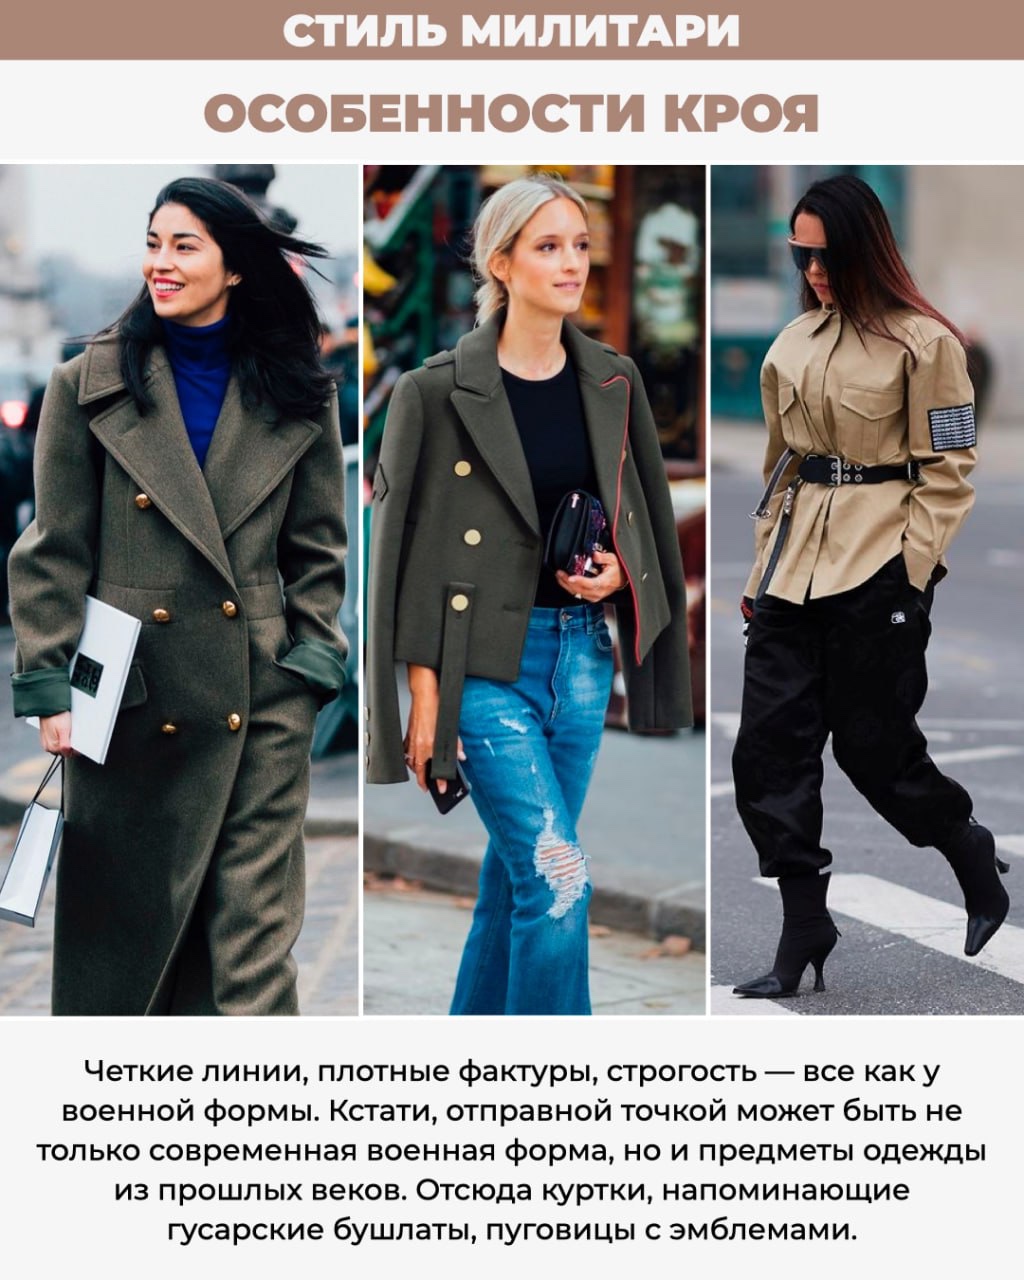 СТИЛЬ МИЛИТАРИ
ОСОБЕННОСТИ КРОЯ
Четкие линии, плотные фактуры, строгость — все как у
военной формы. Кстати, отправной точкой может быть не
только современная военная форма, но и предметы одежды
из прошлых веков. Отсюда куртки, напоминающие
гусарские бушлаты, пуговицы с эмблемами.